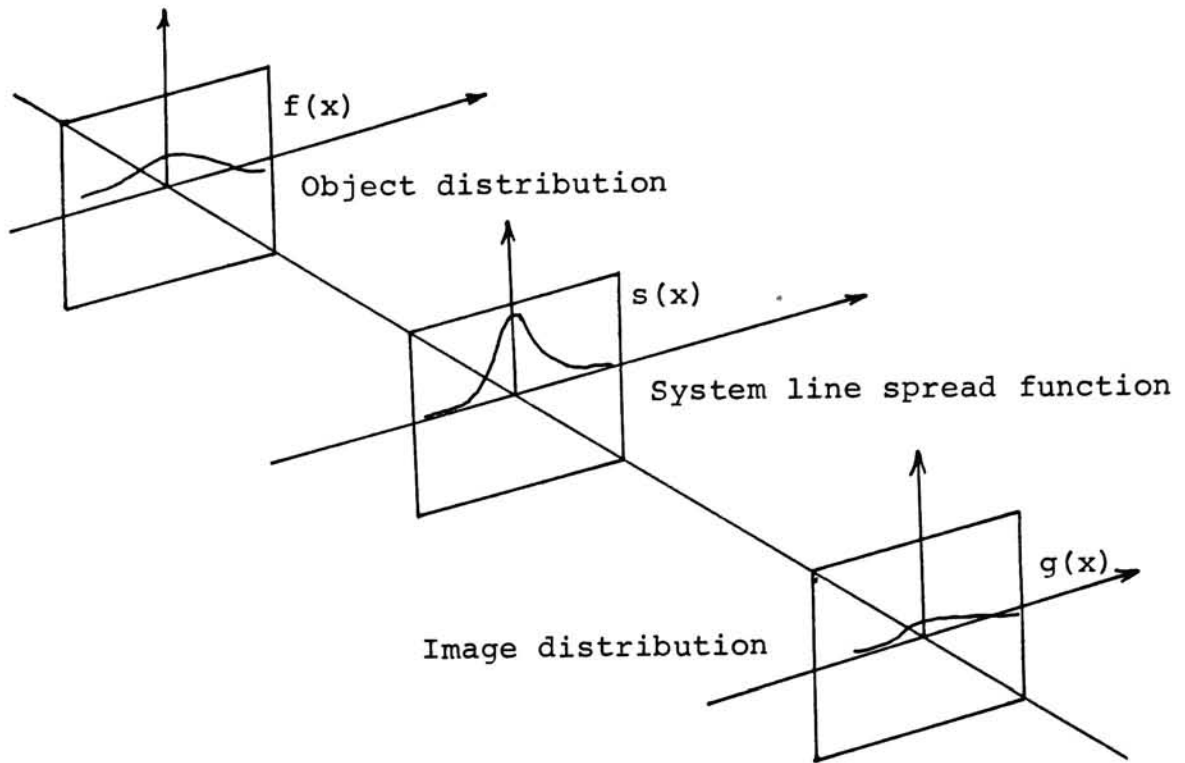 f(x)
Object distribution
s(x)
System line spread function
g(x)
Image distribution